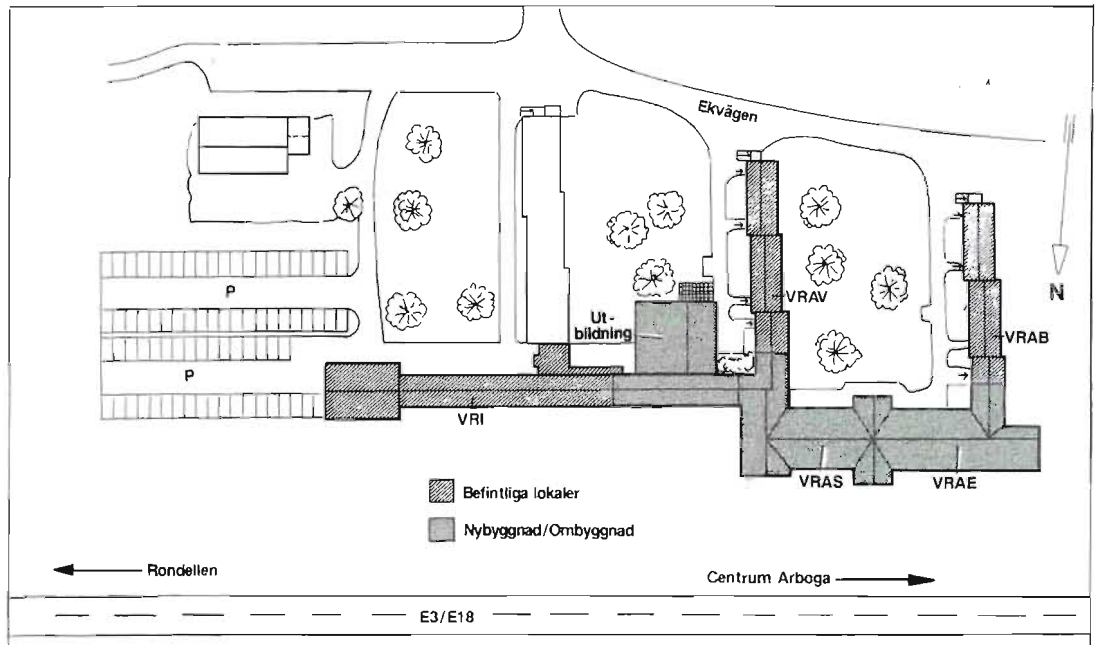 Ekvägen
N
P
P
Ut-
bildning
VRAV
VRAB
VRI
VRAS
VRAE
Befintliga lokaler
Nybyggnad/Ombyggnad
Rondellen
Centrum Arboga
E3/E18